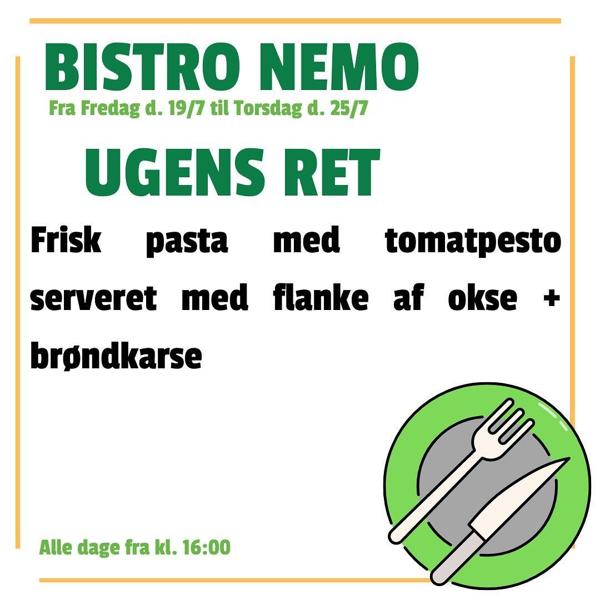 BISTRO NEMO
Fra Fredag d. 19/7 til Torsdag d. 25/7
UGENS RET
Frisk pasta med tomatpesto
serveret med flanke af okse +
brøndkarse
Alle dage fra kl. 16:00